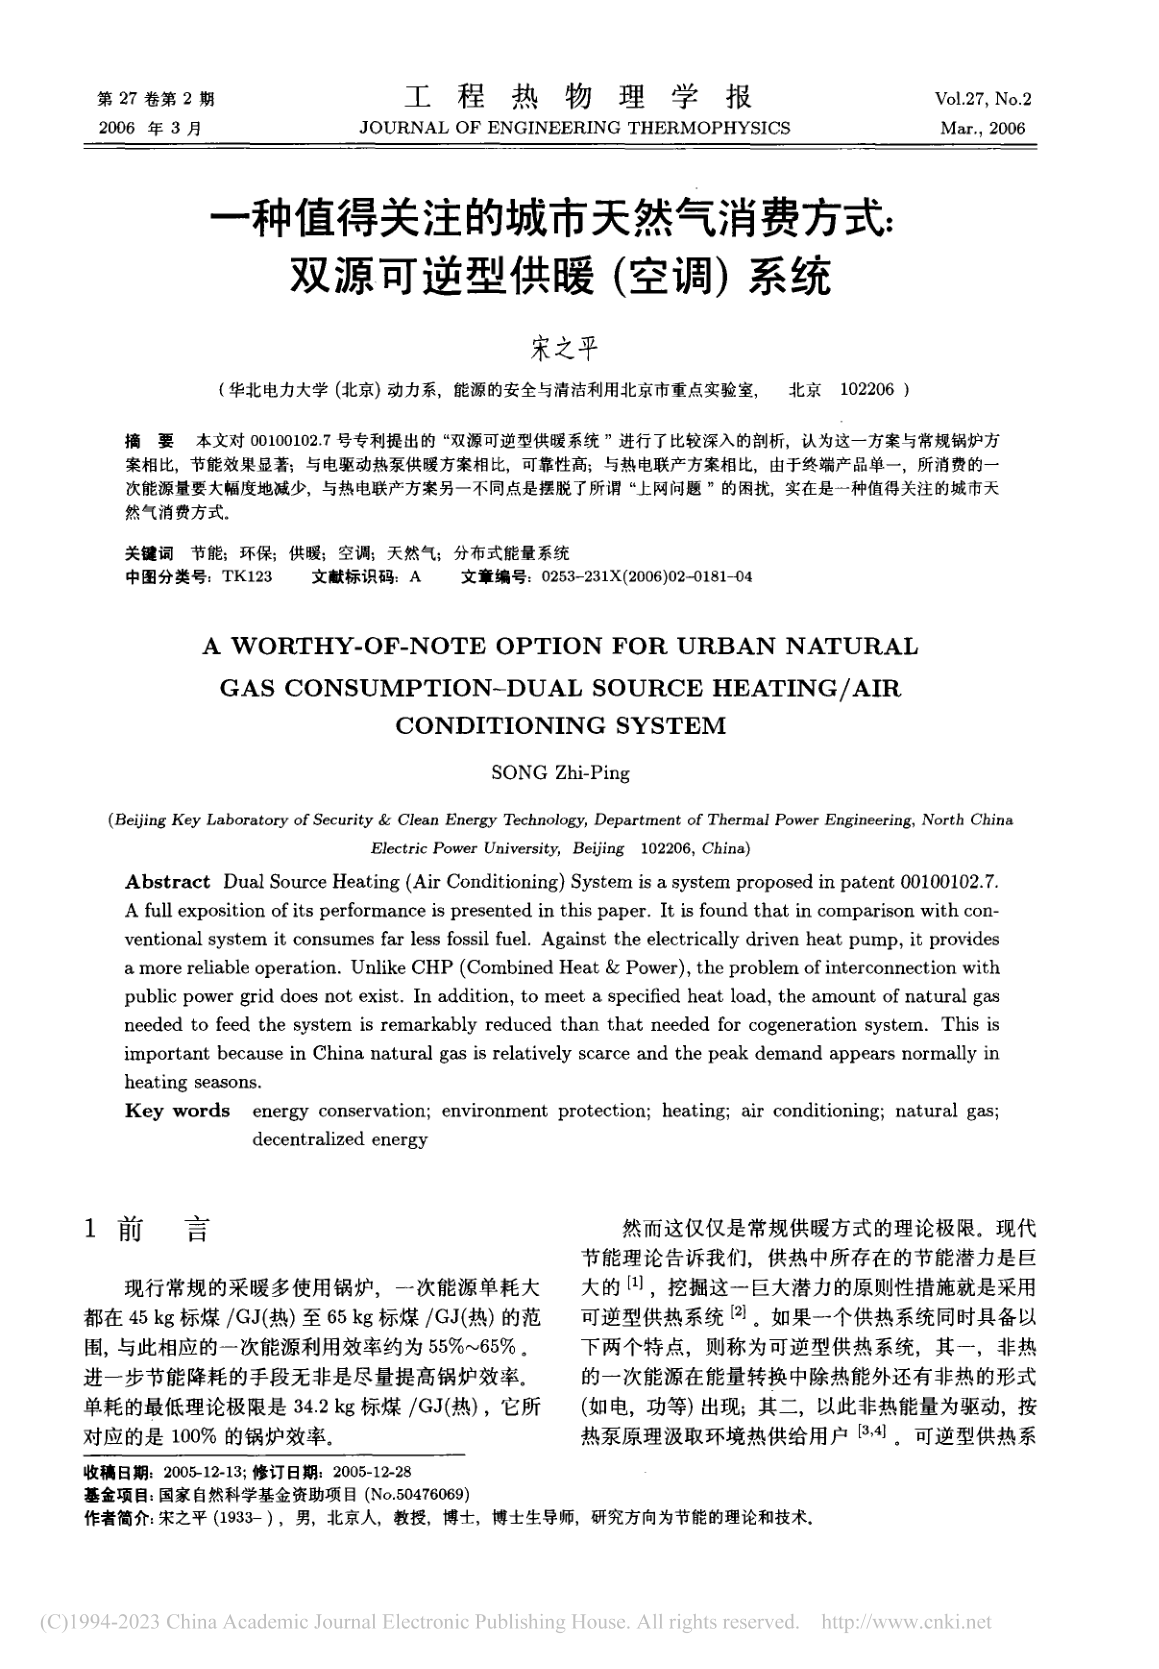 第 27 卷第 2 期
2006 年 3 月
工 程 热 物 理 学 报
JOURNAL OF ENGINEERING THERMOPHYSICS
Vol.27, No.2
Mar., 2006
一种值得关注的城市天然气消费方式:
双源可逆型供暖 (空调) 系统
宋之平
( 华北电力大学 (北京) 动力系, 能源的安全与清洁利用北京市重点实验室, 北京 102206 )
摘 要 本文对 00100102.7 号专利提出的 “双源可逆型供暖系统 ” 进行了比较深入的剖析, 认为这一方案与常规锅炉方
案相比, 节能效果显著; 与电驱动热泵供暖方案相比, 可靠性高; 与热电联产方案相比, 由于终端产品单一, 所消费的一
次能源量要大幅度地减少, 与热电联产方案另一不同点是摆脱了所谓 “上网问题 ” 的困扰, 实在是一种值得关注的城市天
然气消费方式。
关键词 节能; 环保; 供暖; 空调; 天然气; 分布式能量系统
中图分类号: TK123 文献标识码: A 文章编号: 0253-231X(2006)02-0181-04
A WORTHY-OF-NOTE OPTION FOR URBAN NATURAL
GAS CONSUMPTION–DUAL SOURCE HEATING/AIR
CONDITIONING SYSTEM
SONG Zhi-Ping
(Beijing Key Laboratory of Security & Clean Energy Technology, Department of Thermal Power Engineering, North China
Electric Power University, Beijing 102206, China)
Abstract Dual Source Heating (Air Conditioning) System is a system proposed in patent 00100102.7.
A full exposition of its performance is presented in this paper. It is found that in comparison with con-
ventional system it consumes far less fossil fuel. Against the electrically driven heat pump, it provides
a more reliable operation. Unlike CHP (Combined Heat & Power), the problem of interconnection with
public power grid does not exist. In addition, to meet a specified heat load, the amount of natural gas
needed to feed the system is remarkably reduced than that needed for cogeneration system. This is
important because in China natural gas is relatively scarce and the peak demand appears normally in
heating seasons.
Key words energy conservation; environment protection; heating; air conditioning; natural gas;
decentralized energy
1 前 言
现行常规的采暖多使用锅炉, 一次能源单耗大
都在 45 kg 标煤 /GJ(热) 至 65 kg 标煤 /GJ(热) 的范
围, 与此相应的一次能源利用效率约为 55%~65% 。
进一步节能降耗的手段无非是尽量提高锅炉效率。
单耗的最低理论极限是 34.2 kg 标煤 /GJ(热) , 它所
对应的是 100% 的锅炉效率。
收稿日期: 2005-12-13; 修订日期: 2005-12-28
基金项目: 国家自然科学基金资助项目 (No.50476069)
作者简介: 宋之平 (1933– ) , 男, 北京人, 教授, 博士, 博士生导师, 研究方向为节能的理论和技术。
然而这仅仅是常规供暖方式的理论极限。现代
节能理论告诉我们, 供热中所存在的节能潜力是巨
大的 [1] , 挖掘这一巨大潜力的原则性措施就是采用
可逆型供热系统 [2] 。如果一个供热系统同时具备以
下两个特点, 则称为可逆型供热系统, 其一, 非热
的一次能源在能量转换中除热能外还有非热的形式
(如电, 功等) 出现; 其二, 以此非热能量为驱动, 按
热泵原理汲取环境热供给用户 [3,4] 。可逆型供热系
(C)1994-2023 China Academic Journal Electronic Publishing House. All rights reserved. http://www.cnki.net